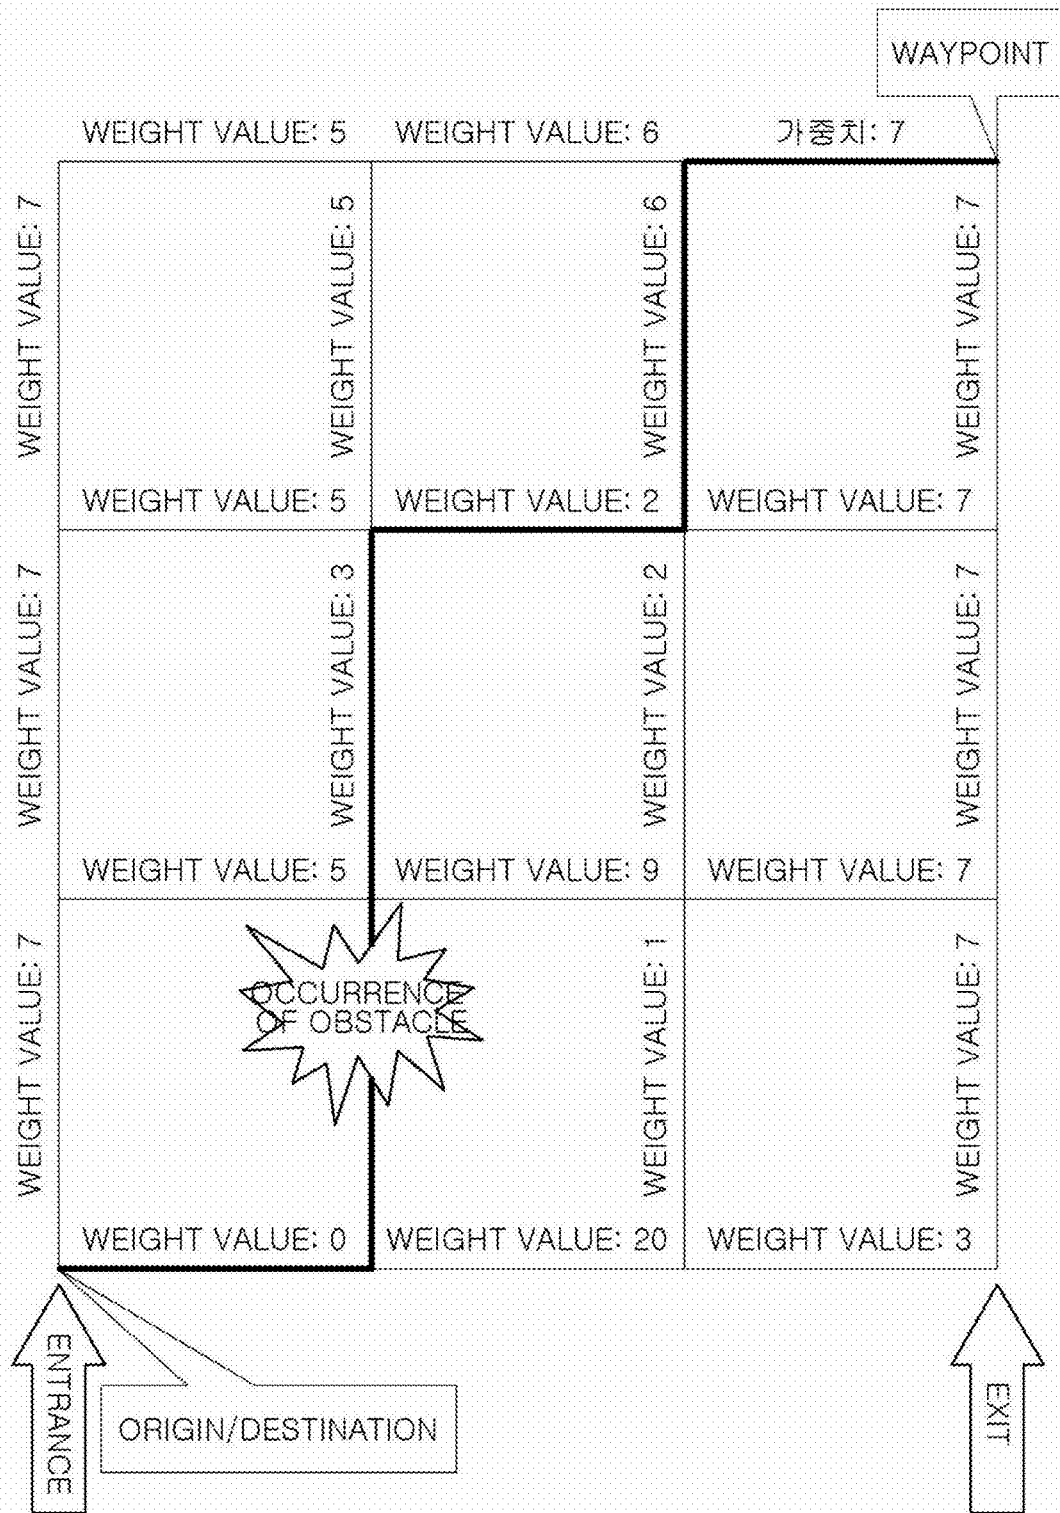 WAYPOINT
WEIGHT VALUE: 5
WEIGHT VALUE: 6
가중치: 7
WEIGHT VALUE: 7
WEIGHT VALUE: 5
WEIGHT VALUE: 6
WEIGHT VALUE: 7
WEIGHT VALUE: 5
WEIGHT VALUE: 2
WEIGHT VALUE: 7
WEIGHT VALUE: 7
WEIGHT VALUE: 3
WEIGHT VALUE: 2
WEIGHT VALUE: 7
WEIGHT VALUE: 5
WEIGHT VALUE: 9
WEIGHT VALUE: 7
WEIGHT VALUE: 7
OCCURRENCE
OF OBSTACLE
WEIGHT VALUE: 1
WEIGHT VALUE: 7
WEIGHT VALUE: 0
WEIGHT VALUE: 20
WEIGHT VALUE: 3
ENTRANCE
ORIGIN/DESTINATION
EXIT